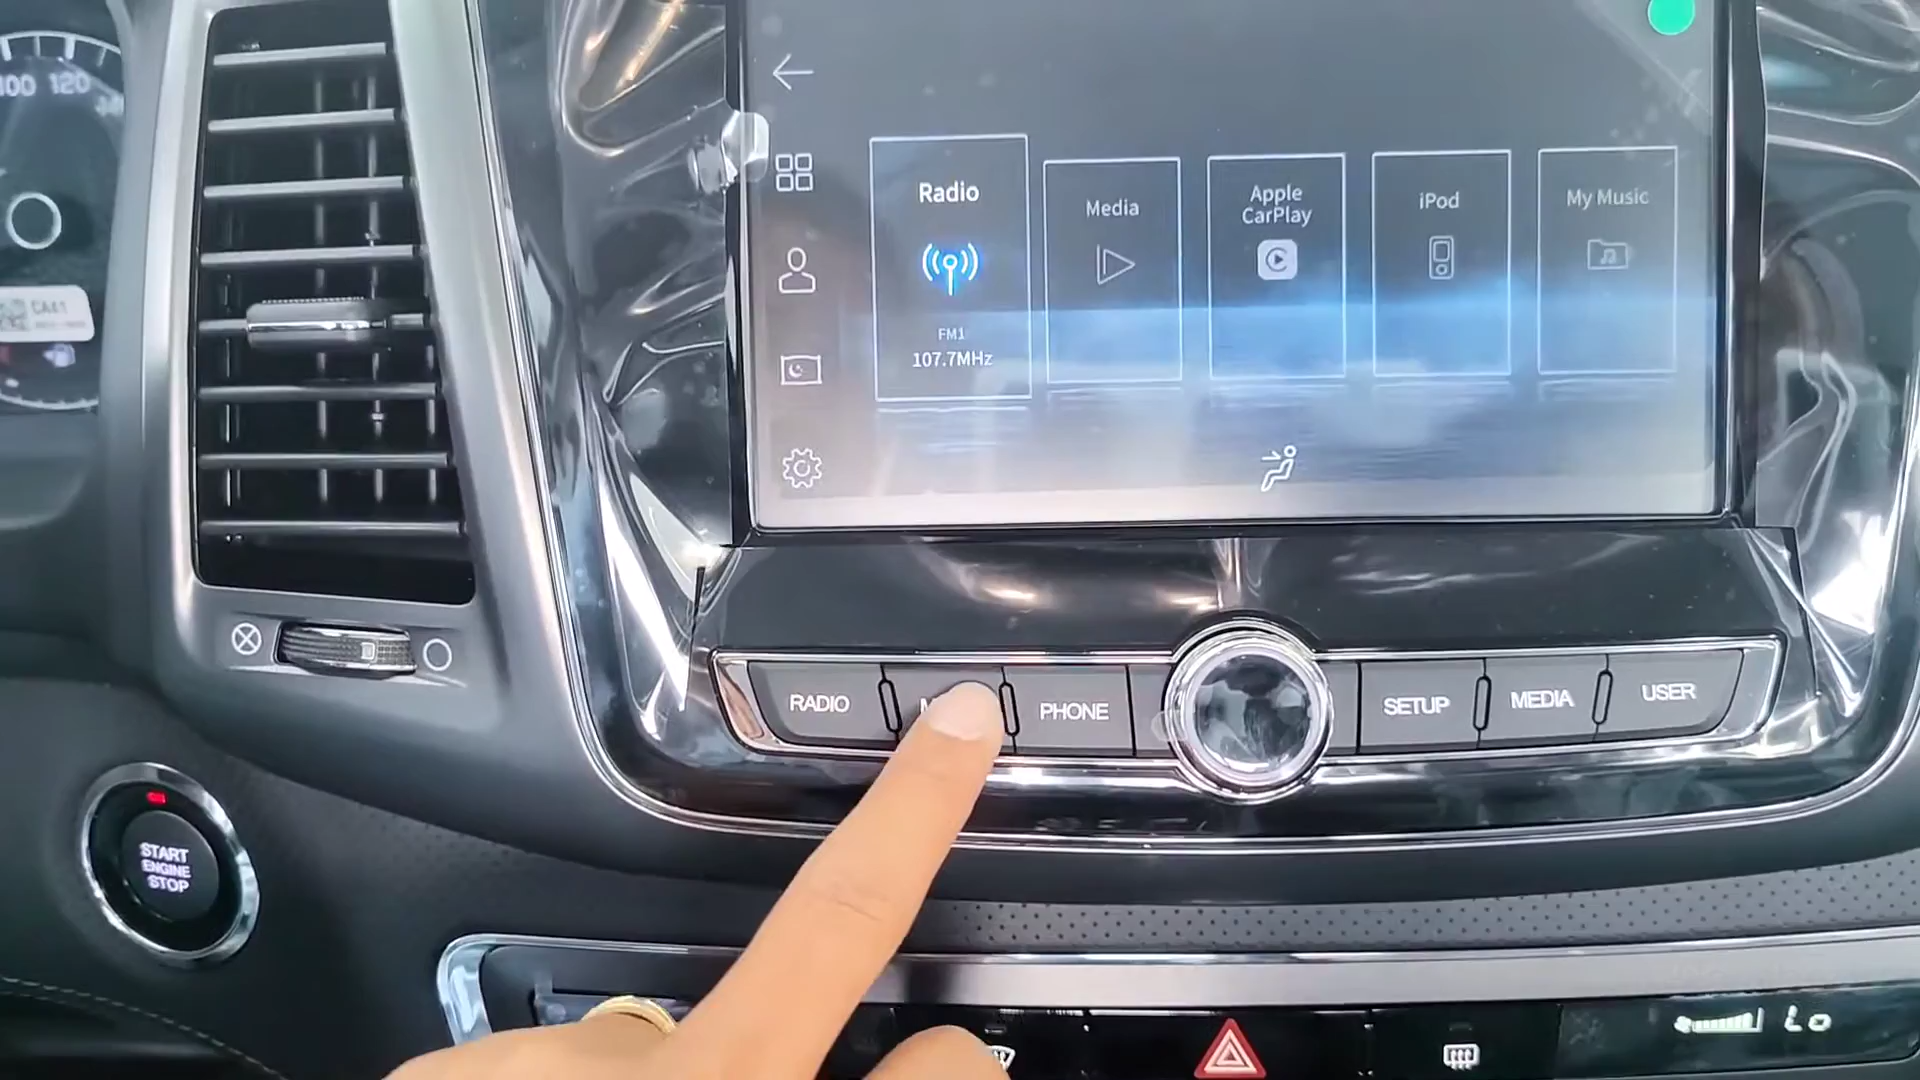 100 120
CA41
Radio
FM1
107.7MHz
Media
Apple
CarPlay
iPod
My Music
RADIO
PHONE
SETUP
MEDIA
USER
START
ENGINE
STOP
Lo